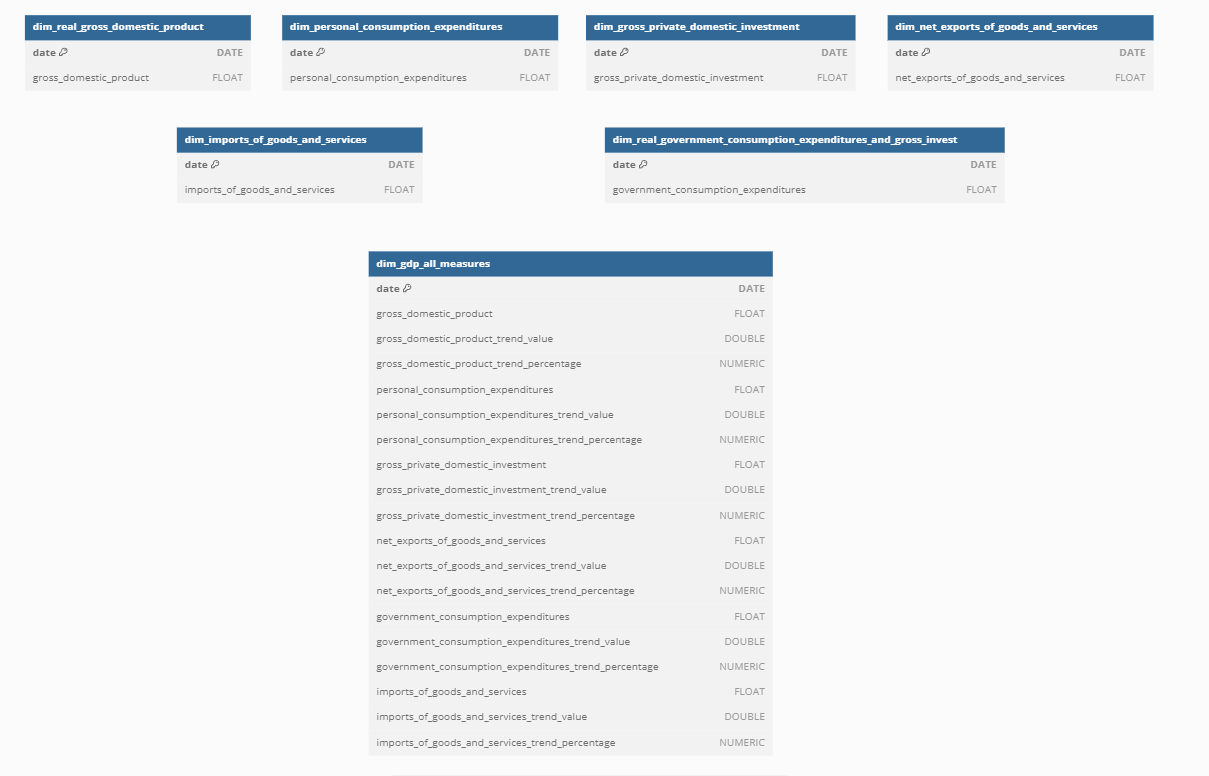 dim_real_gross_domestic_product
date DATE
gross_domestic_product FLOAT
dim_personal_consumption_expenditures
date DATE
personal_consumption_expenditures FLOAT
dim_gross_private_domestic_investment
date DATE
gross_private_domestic_investment FLOAT
dim_net_exports_of_goods_and_services
date DATE
net_exports_of_goods_and_services FLOAT
dim_imports_of_goods_and_services
date DATE
imports_of_goods_and_services FLOAT
dim_real_government_consumption_expenditures_and_gross_invest
date DATE
government_consumption_expenditures FLOAT
dim_gdp_all_measures
date DATE
gross_domestic_product FLOAT
gross_domestic_product_trend_value DOUBLE
gross_domestic_product_trend_percentage NUMERIC
personal_consumption_expenditures FLOAT
personal_consumption_expenditures_trend_value DOUBLE
personal_consumption_expenditures_trend_percentage NUMERIC
gross_private_domestic_investment FLOAT
gross_private_domestic_investment_trend_value DOUBLE
gross_private_domestic_investment_trend_percentage NUMERIC
net_exports_of_goods_and_services FLOAT
net_exports_of_goods_and_services_trend_value DOUBLE
net_exports_of_goods_and_services_trend_percentage NUMERIC
government_consumption_expenditures FLOAT
government_consumption_expenditures_trend_value DOUBLE
government_consumption_expenditures_trend_percentage NUMERIC
imports_of_goods_and_services FLOAT
imports_of_goods_and_services_trend_value DOUBLE
imports_of_goods_and_services_trend_percentage NUMERIC